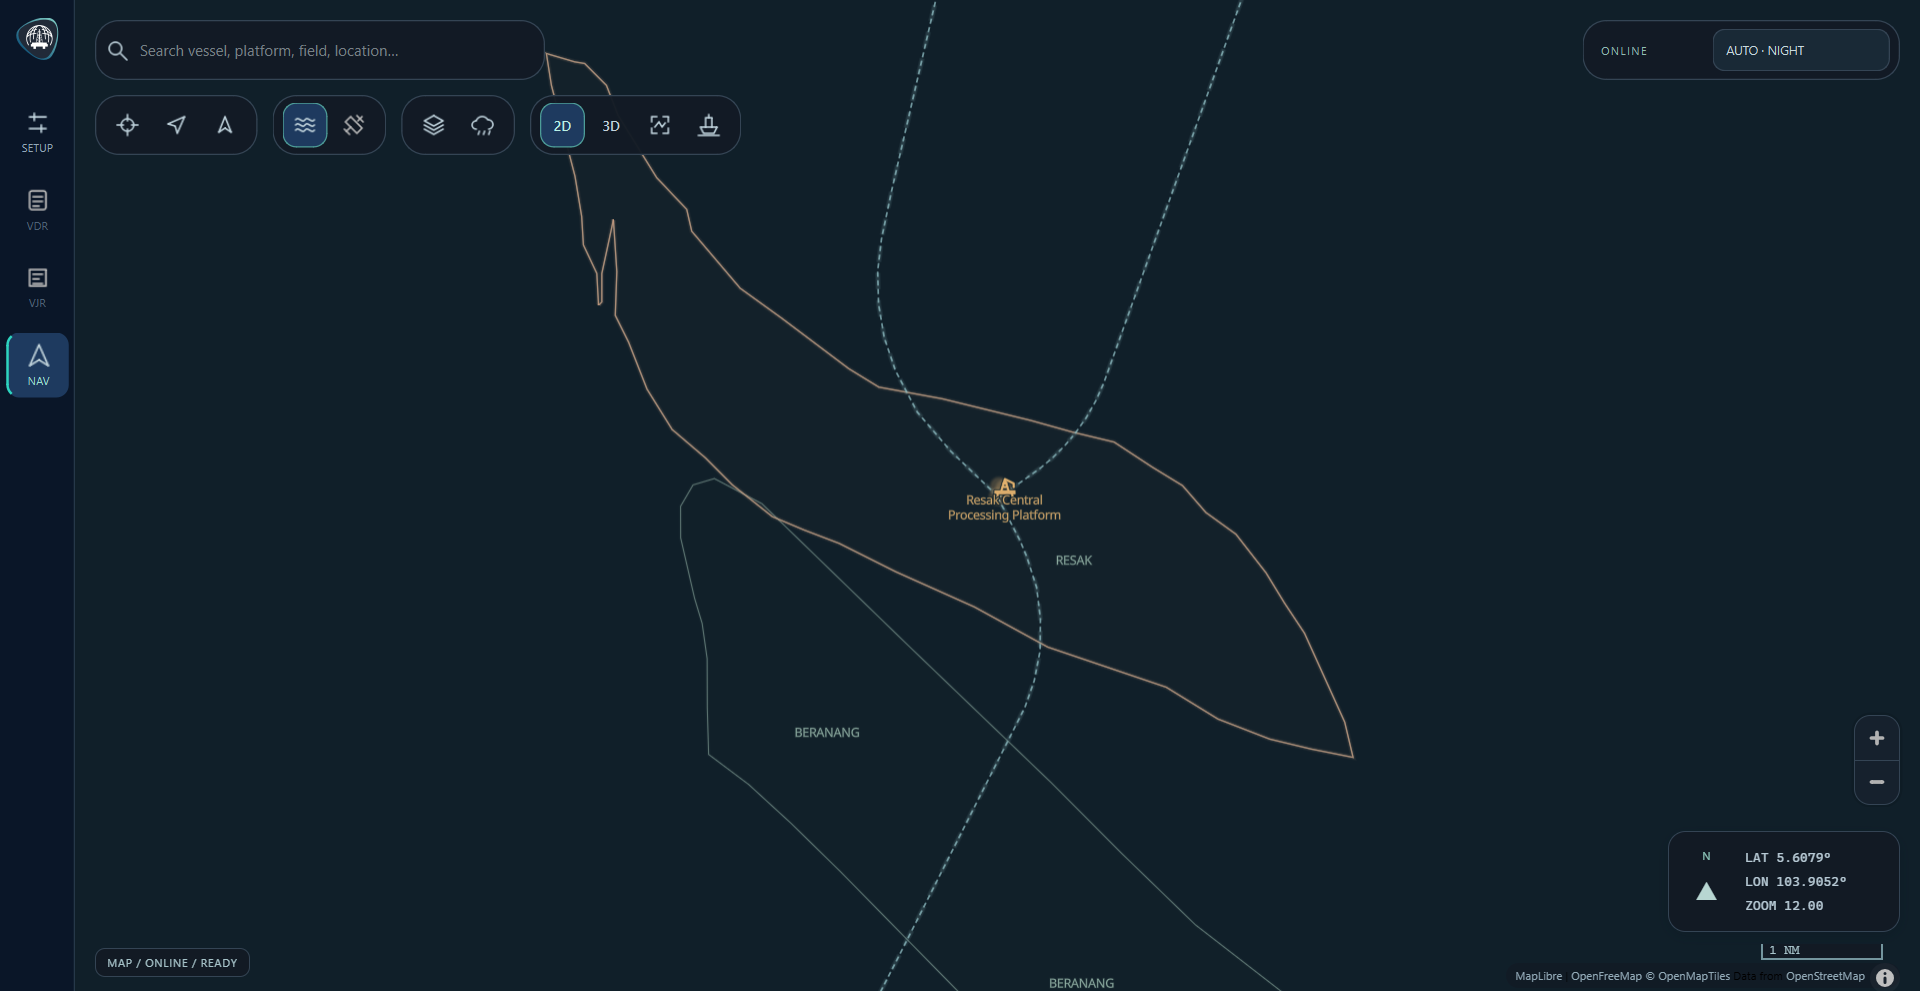 Search vessel, platform, field, location...
ONLINE
AUTO · NIGHT
2D
3D
SETUP
VDR
VJR
NAV
Resak Central
Processing Platform
RESAK
BERANANG
BERANANG
N
LAT 5.6079°
LON 103.9052°
ZOOM 12.00
1 NM
MAP / ONLINE / READY
MapLibre OpenFreeMap © OpenMapTiles Data from OpenStreetMap